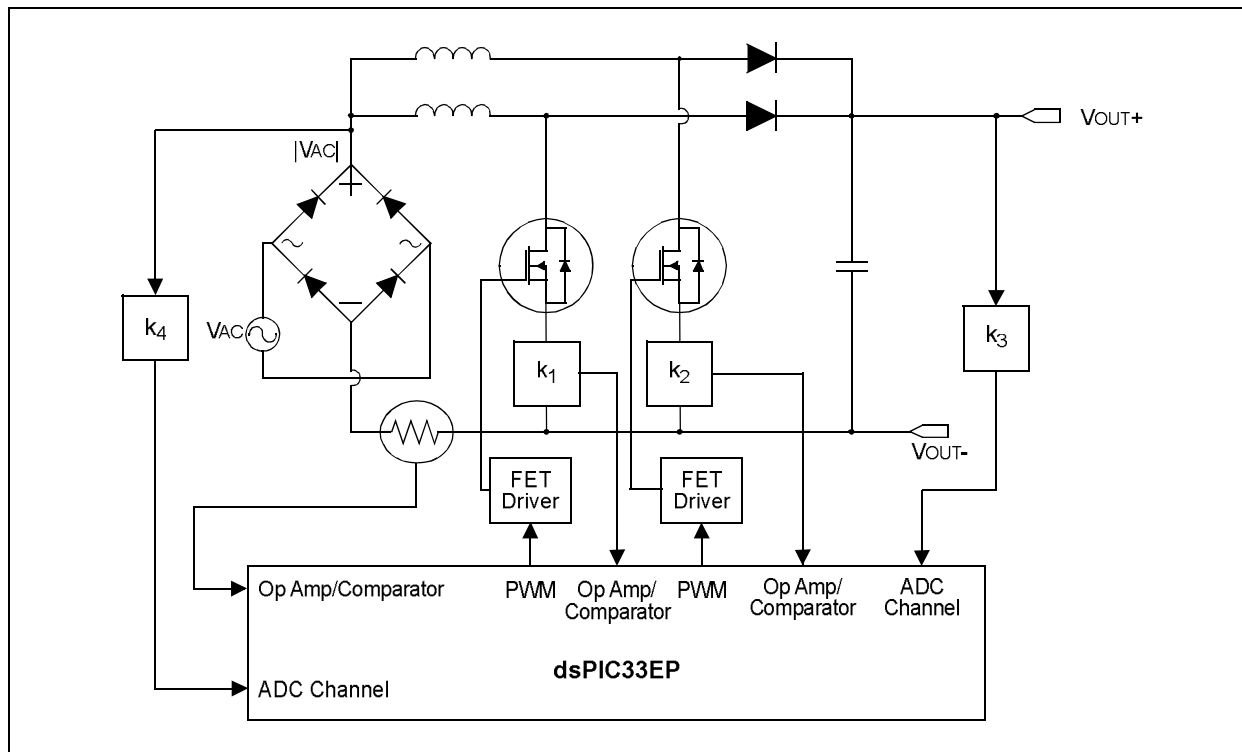 VOUT+
|VAC|
k4
VAC
k1
k2
k3
VOUT-
FET
Driver
FET
Driver
Op Amp/Comparator
PWM
Op Amp/
Comparator
PWM
Op Amp/
Comparator
ADC
Channel
dsPIC33EP
ADC Channel